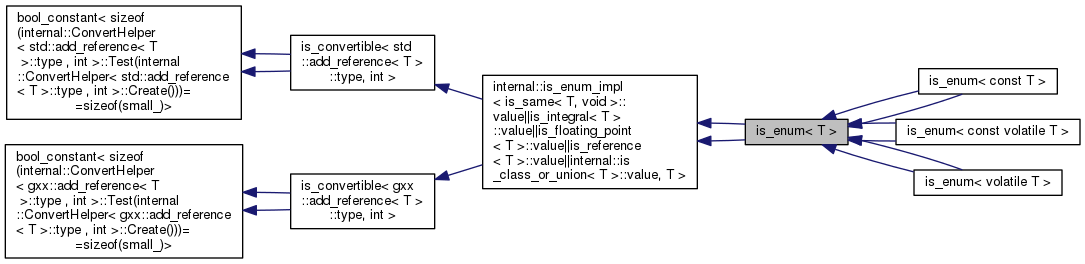 bool_constant< sizeof
(internal::ConvertHelper
< std::add_reference< T
>::type , int >::Test(internal
::ConvertHelper< std::add_reference
< T >::type , int >::Create()))=
=sizeof(small_)>
is_convertible< std
::add_reference< T >
::type, int >
bool_constant< sizeof
(internal::ConvertHelper
< gxx::add_reference< T
>::type , int >::Test(internal
::ConvertHelper< gxx::add_reference
< T >::type , int >::Create()))=
=sizeof(small_)>
is_convertible< gxx
::add_reference< T >
::type, int >
internal::is_enum_impl
< is_same< T, void >::
value||is_integral< T >
::value||is_floating_point
< T >::value||is_reference
< T >::value||internal::is
_class_or_union< T >::value, T >
is_enum< T >
is_enum< const T >
is_enum< const volatile T >
is_enum< volatile T >